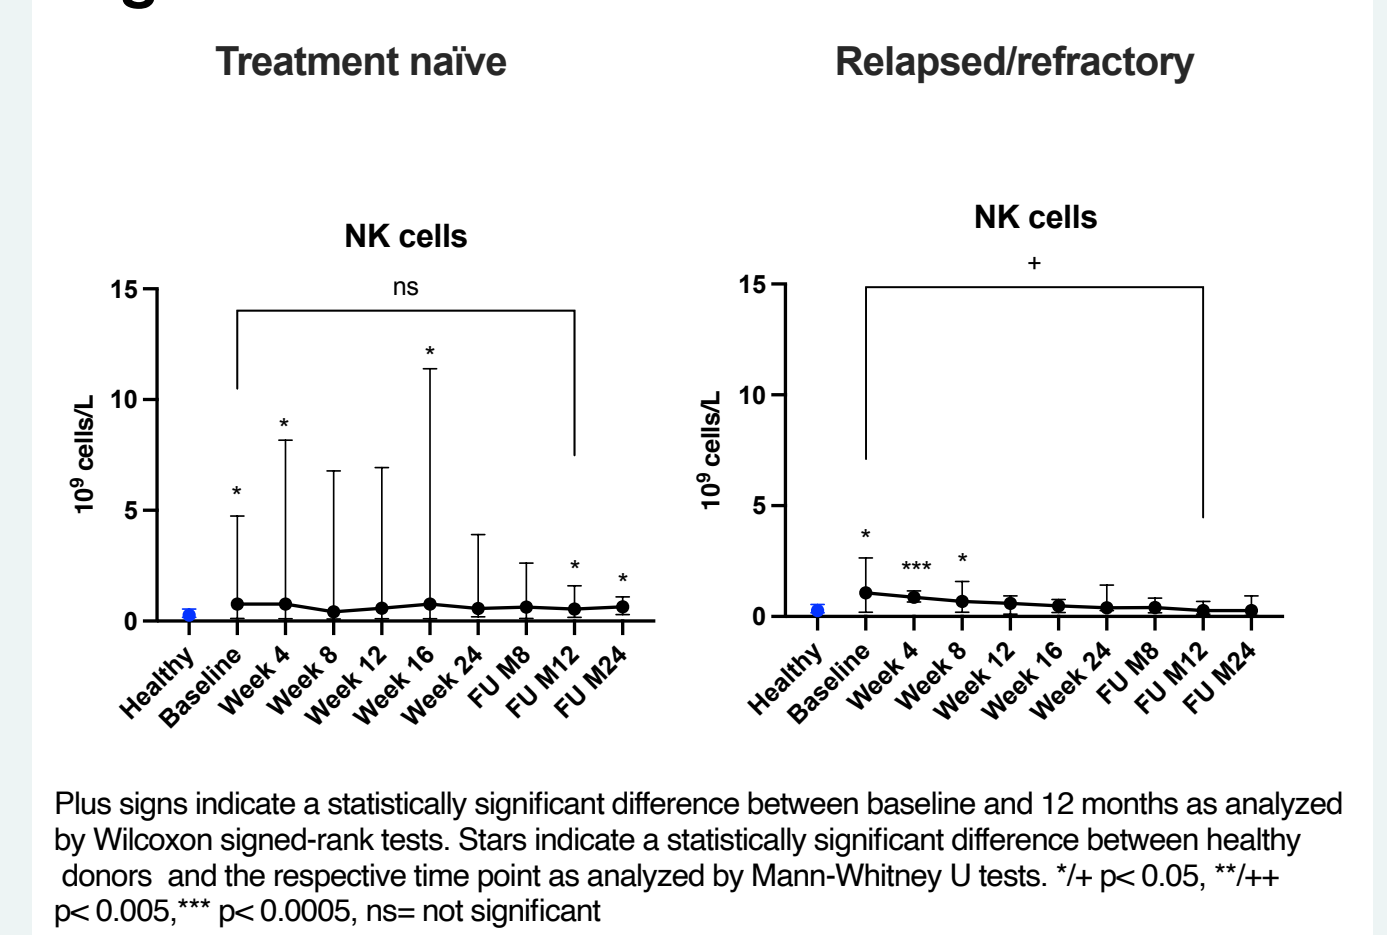 Treatment naïve
Relapsed/refractory
NK cells
ns
15
10
5
0
10⁹ cells/L
*
*
*
*
*
Healthy
Baseline
Week 4
Week 8
Week 12
Week 16
Week 24
FU M8
FU M12
FU M24
NK cells
+
15
10
5
0
10⁹ cells/L
*
***
*
Healthy
Baseline
Week 4
Week 8
Week 12
Week 16
Week 24
FU M8
FU M12
FU M24
Plus signs indicate a statistically significant difference between baseline and 12 months as analyzed
by Wilcoxon signed-rank tests. Stars indicate a statistically significant difference between healthy
donors and the respective time point as analyzed by Mann-Whitney U tests. */+ p< 0.05, **/++
p< 0.005,*** p< 0.0005, ns= not significant